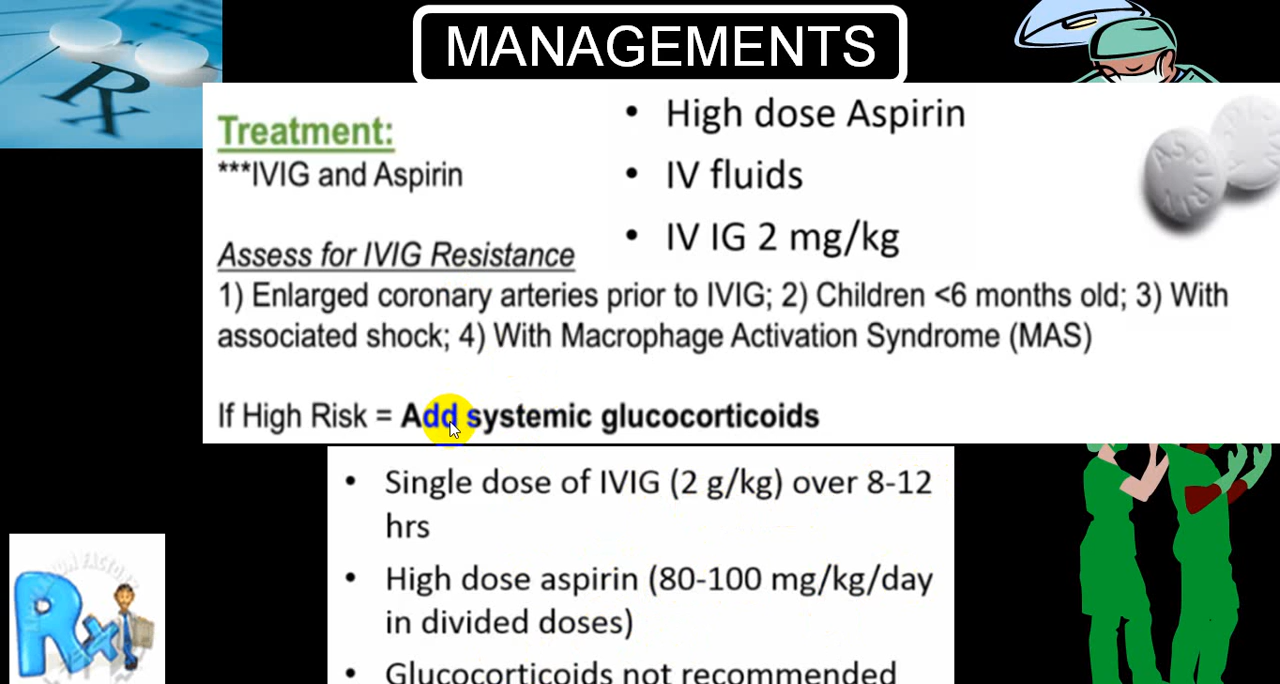 MANAGEMENTS
Rx
Treatment:
***IVIG and Aspirin
• High dose Aspirin
• IV fluids
• IV IG 2 mg/kg
Assess for IVIG Resistance
1) Enlarged coronary arteries prior to IVIG; 2) Children <6 months old; 3) With
associated shock; 4) With Macrophage Activation Syndrome (MAS)
If High Risk = Add systemic glucocorticoids
• Single dose of IVIG (2 g/kg) over 8-12
hrs
• High dose aspirin (80-100 mg/kg/day
in divided doses)
• Glucocorticoids not recommended
ASPIRIN
Rx